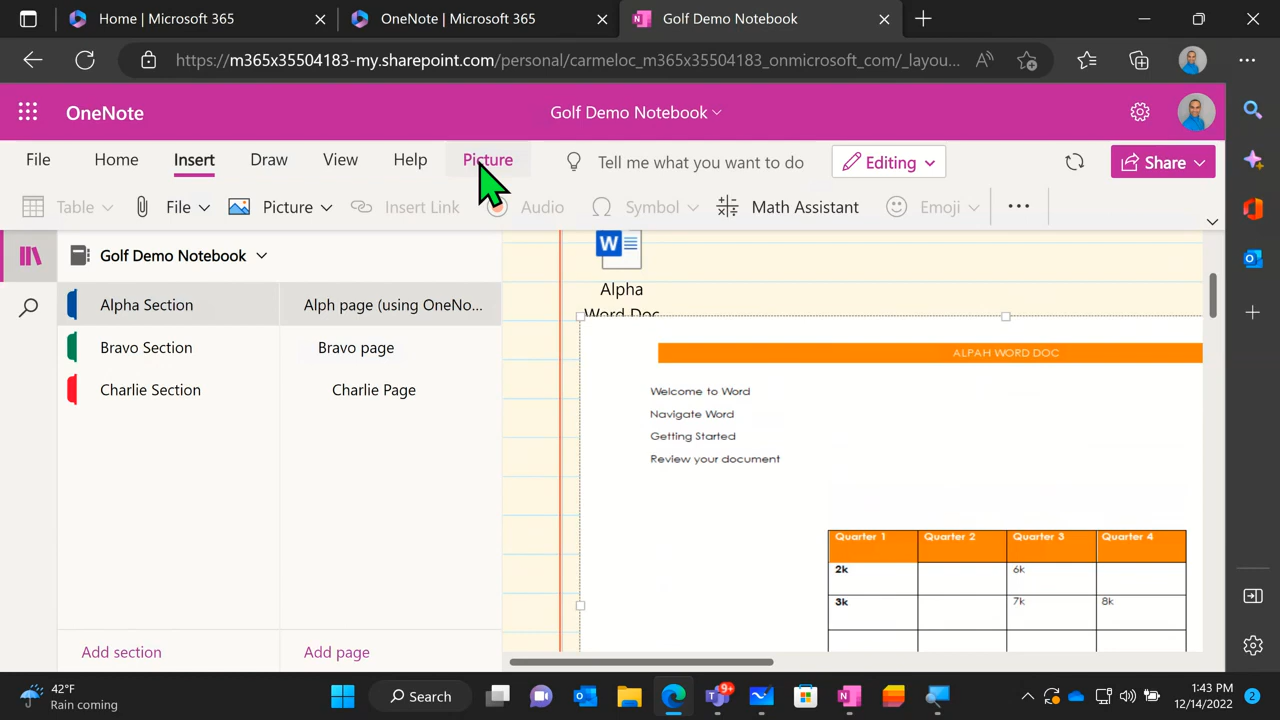 Home | Microsoft 365
OneNote | Microsoft 365
Golf Demo Notebook
https://m365x35504183-my.sharepoint.com/personal/carmeloc_m365x35504183_onmicrosoft_com/_layou...
OneNote
Golf Demo Notebook
File Home Insert Draw View Help Picture Tell me what you want to do Editing Share
Table File Picture Insert Link Audio Symbol Math Assistant Emoji
Golf Demo Notebook
Alpha Section
Bravo Section
Charlie Section
Add section
Alph page (using OneNo...
Bravo page
Charlie Page
Add page
Alpha
Word Doc
ALPAH WORD DOC
Welcome to Word
Navigate Word
Getting Started
Review your document
Quarter 1 Quarter 2 Quarter 3 Quarter 4
2k 6k
3k 7k 8k
42°F
Rain coming
Search
9+
1:43 PM
12/14/2022
2